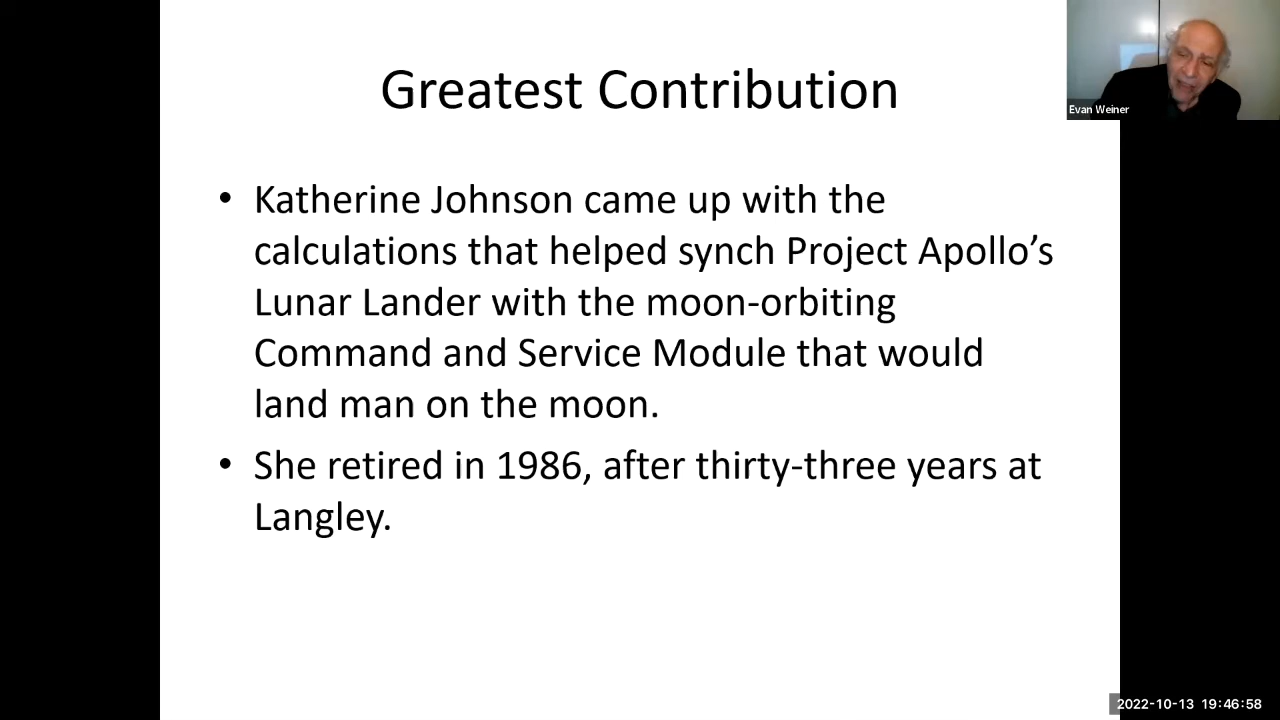 Greatest Contribution
Evan Weiner
• Katherine Johnson came up with the
calculations that helped synch Project Apollo’s
Lunar Lander with the moon-orbiting
Command and Service Module that would
land man on the moon.
• She retired in 1986, after thirty-three years at
Langley.
2022-10-13 19:46:58